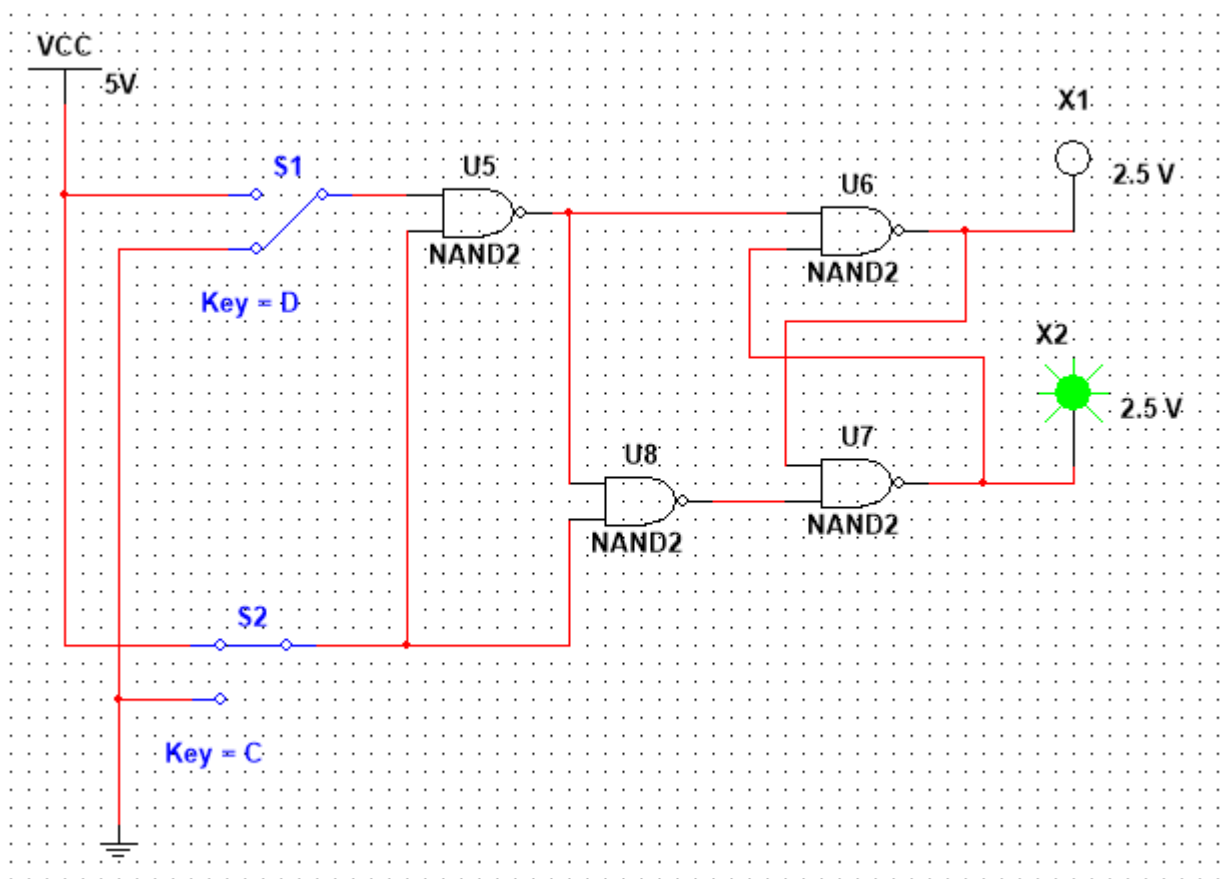 VCC
5V
X1
S1
U5
2.5 V
U6
NAND2
NAND2
Key = D
X2
2.5 V
U7
U8
NAND2
NAND2
S2
Key = C